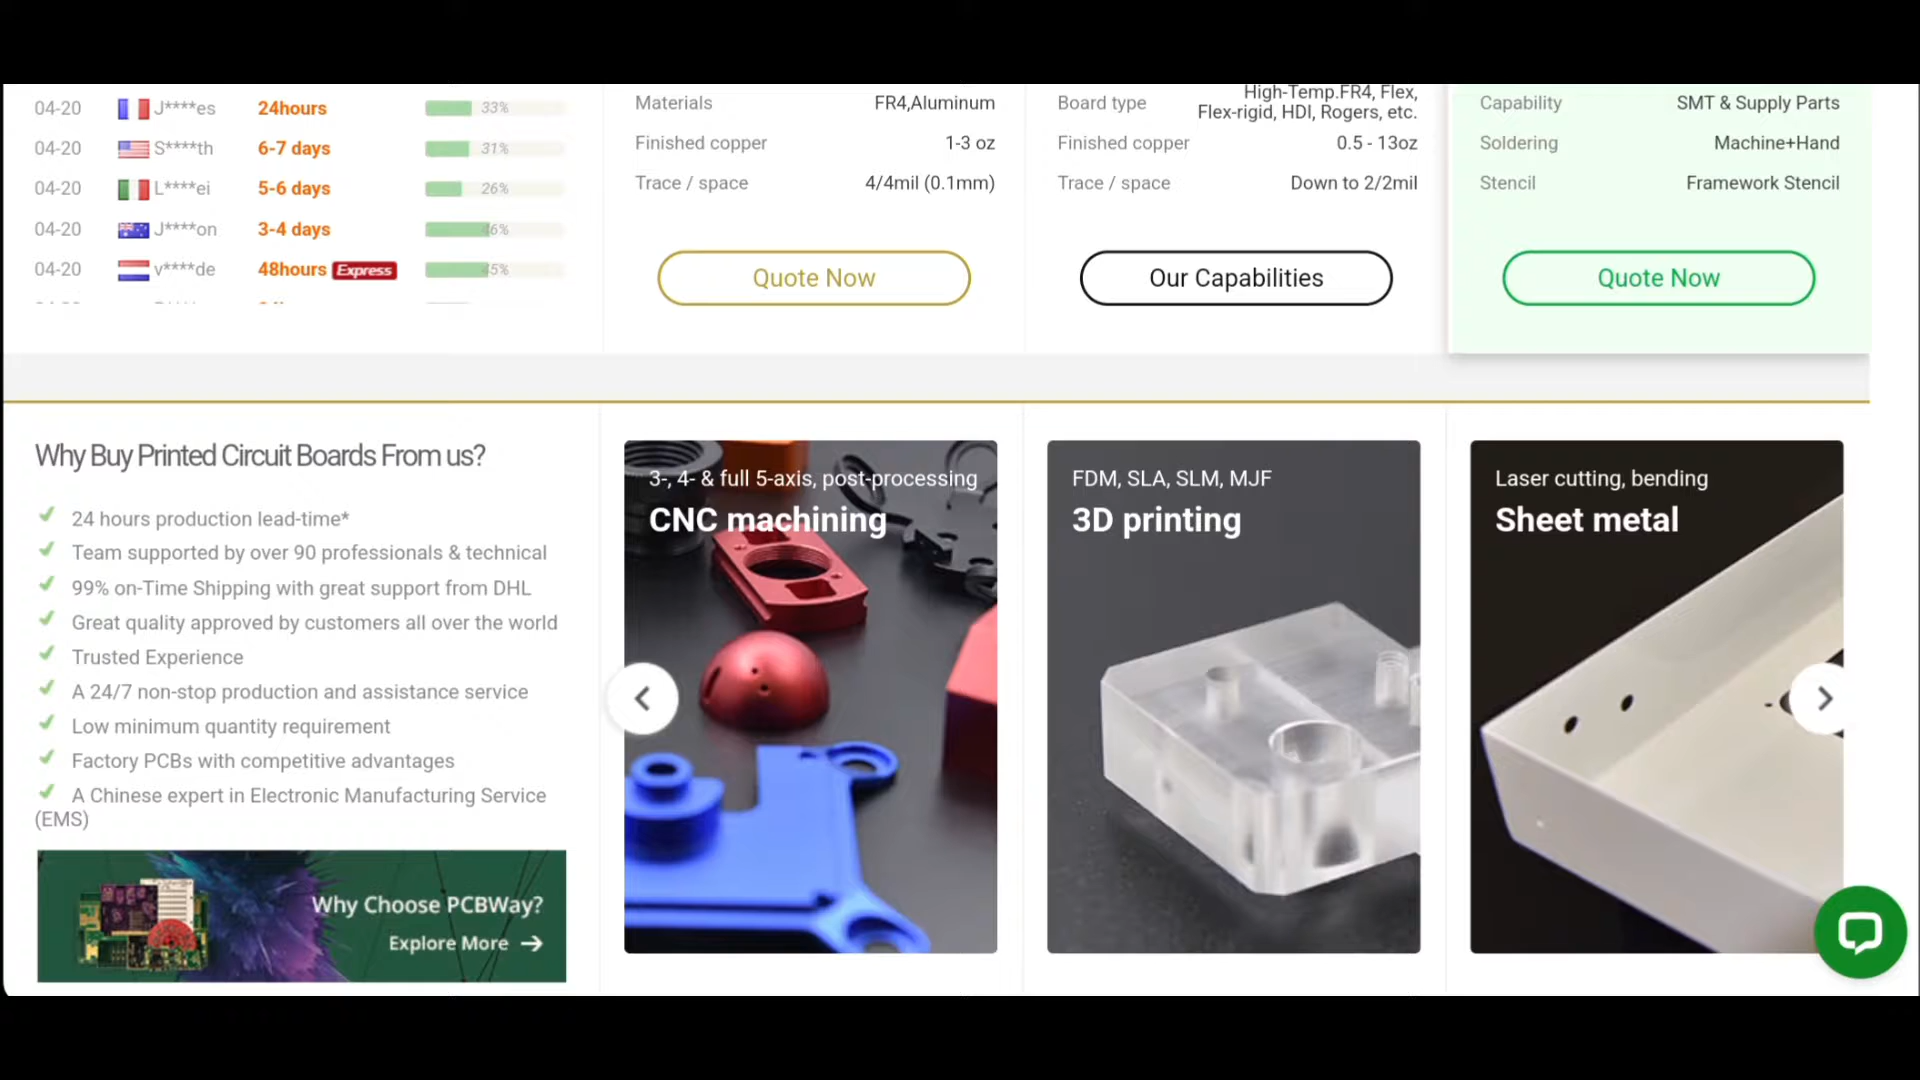 04-20 J****es 24hours 33%
04-20 S****th 6-7 days 31%
04-20 L****ei 5-6 days 26%
04-20 J****on 3-4 days 46%
04-20 v****de 48hours Express 45%
Materials FR4,Aluminum
Finished copper 1-3 oz
Trace / space 4/4mil (0.1mm)
Quote Now
Board type High-Temp.FR4, Flex,
Flex-rigid, HDI, Rogers, etc.
Finished copper 0.5 - 13oz
Trace / space Down to 2/2mil
Our Capabilities
Capability SMT & Supply Parts
Soldering Machine+Hand
Stencil Framework Stencil
Quote Now
Why Buy Printed Circuit Boards From us?
24 hours production lead-time*
Team supported by over 90 professionals & technical
99% on-Time Shipping with great support from DHL
Great quality approved by customers all over the world
Trusted Experience
A 24/7 non-stop production and assistance service
Low minimum quantity requirement
Factory PCBs with competitive advantages
A Chinese expert in Electronic Manufacturing Service
(EMS)
Why Choose PCBWay?
Explore More →
3-, 4- & full 5-axis, post-processing
CNC machining
FDM, SLA, SLM, MJF
3D printing
Laser cutting, bending
Sheet metal